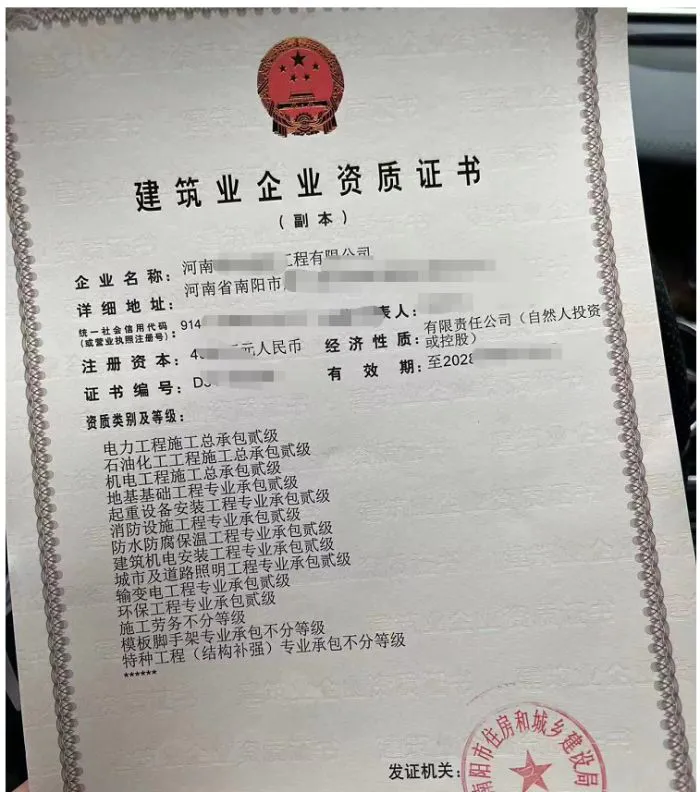 建筑业企业资质证书
（副本）
企业名称：河南 工程有限公司
详细地址：河南省南阳市
统一社会信用代码
（或营业执照注册号）：914
表人：
注册资本： 元人民币
经济性质：有限责任公司（自然人投资
或控股）
证书编号：D3
有效期：至2028
资质类别及等级：
电力工程施工总承包贰级
石油化工工程施工总承包贰级
机电工程施工总承包贰级
地基基础工程专业承包贰级
起重设备安装工程专业承包贰级
消防设施工程专业承包贰级
防水防腐保温工程专业承包贰级
建筑机电安装工程专业承包贰级
城市及道路照明工程专业承包贰级
输变电工程专业承包贰级
环保工程专业承包贰级
施工劳务不分等级
模板脚手架专业承包不分等级
特种工程（结构补强）专业承包不分等级
******
发证机关：
南阳市住房和城乡建设局